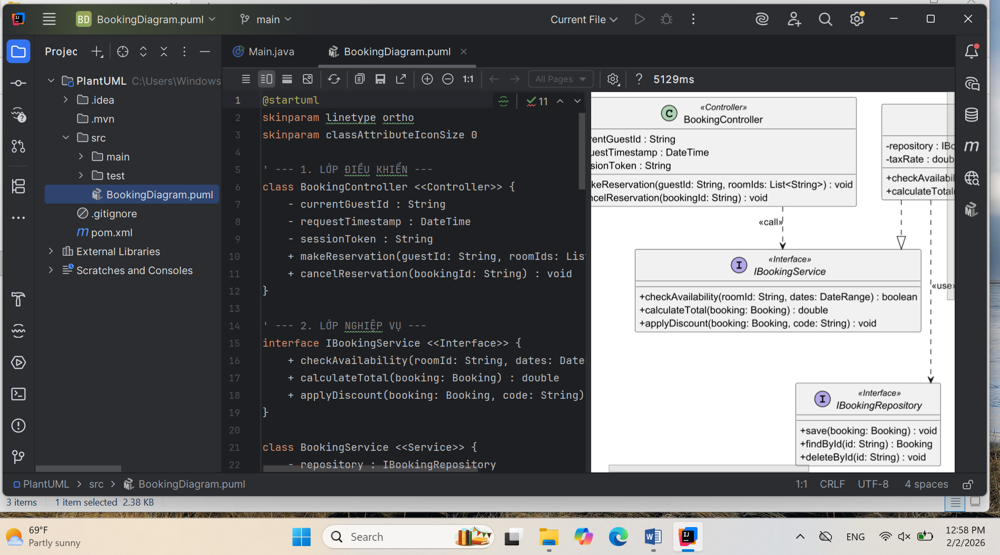 BD BookingDiagram.puml
main
Current File
Projec
Main.java
BookingDiagram.puml
PlantUML C:\Users\Windows
.idea
.mvn
src
main
test
BookingDiagram.puml
.gitignore
m pom.xml
External Libraries
Scratches and Consoles
1:1
All Pages
? 5129ms
11
1 @startuml
2 skinparam linetype ortho
3 skinparam classAttributeIconSize 0
4
5 ' --- 1. LỚP ĐIỀU KHIỂN ---
6 class BookingController <<Controller>> {
7 - currentGuestId : String
8 - requestTimestamp : DateTime
9 - sessionToken : String
10 + makeReservation(guestId: String, roomIds: Lis
11 + cancelReservation(bookingId: String) : void
12 }
13
14 ' --- 2. LỚP NGHIỆP VỤ ---
15 interface IBookingService <<Interface>> {
16 + checkAvailability(roomId: String, dates: Date
17 + calculateTotal(booking: Booking) : double
18 + applyDiscount(booking: Booking, code: String)
19 }
20
21 class BookingService <<Service>> {
22 - repository : IBookingRepository
C
«Controller»
BookingController
rentGuestId : String
uestTimestamp : DateTime
sionToken : String
keReservation(guestId: String, roomIds: List<String>) : void
ncelReservation(bookingId: String) : void
-repository : IBo
-taxRate : doub
+checkAvailabil
+calculateTotal
«call»
I
«Interface»
IBookingService
+checkAvailability(roomId: String, dates: DateRange) : boolean
+calculateTotal(booking: Booking) : double
+applyDiscount(booking: Booking, code: String) : void
«use»
I
«Interface»
IBookingRepository
+save(booking: Booking) : void
+findById(id: String) : Booking
+deleteById(id: String) : void
m
PlantUML > src > BookingDiagram.puml
1:1 CRLF UTF-8 4 spaces
3 items 1 item selected 2.38 KB
69°F
Partly sunny
Search
ENG
12:58 PM
2/2/2026